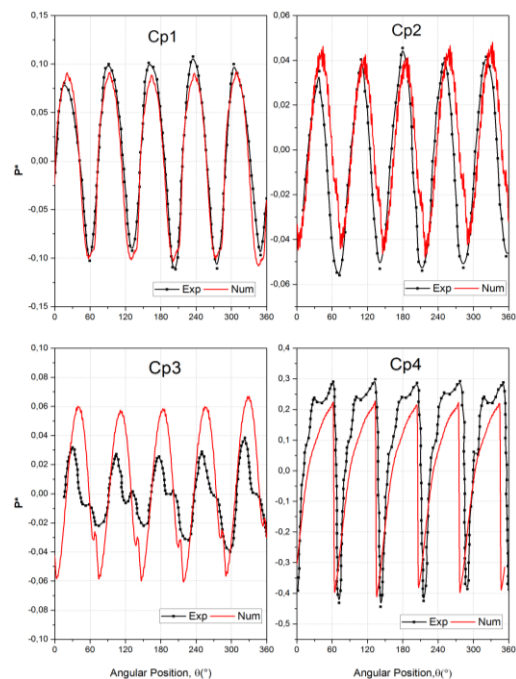 Cp1
0,15
0,10
0,05
0,00
-0,05
-0,10
-0,15
P*
0 60 120 180 240 300 360
Exp Num
Cp2
0,06
0,04
0,02
0,00
-0,02
-0,04
-0,06
0 60 120 180 240 300 360
Exp Num
Cp3
0,10
0,08
0,06
0,04
0,02
0,00
-0,02
-0,04
-0,06
-0,08
-0,10
P*
0 60 120 180 240 300 360
Exp Num
Angular Position, θ(°)
Cp4
0,4
0,3
0,2
0,1
0,0
-0,1
-0,2
-0,3
-0,4
-0,5
0 60 120 180 240 300 360
Exp Num
Angular Position,θ(°)